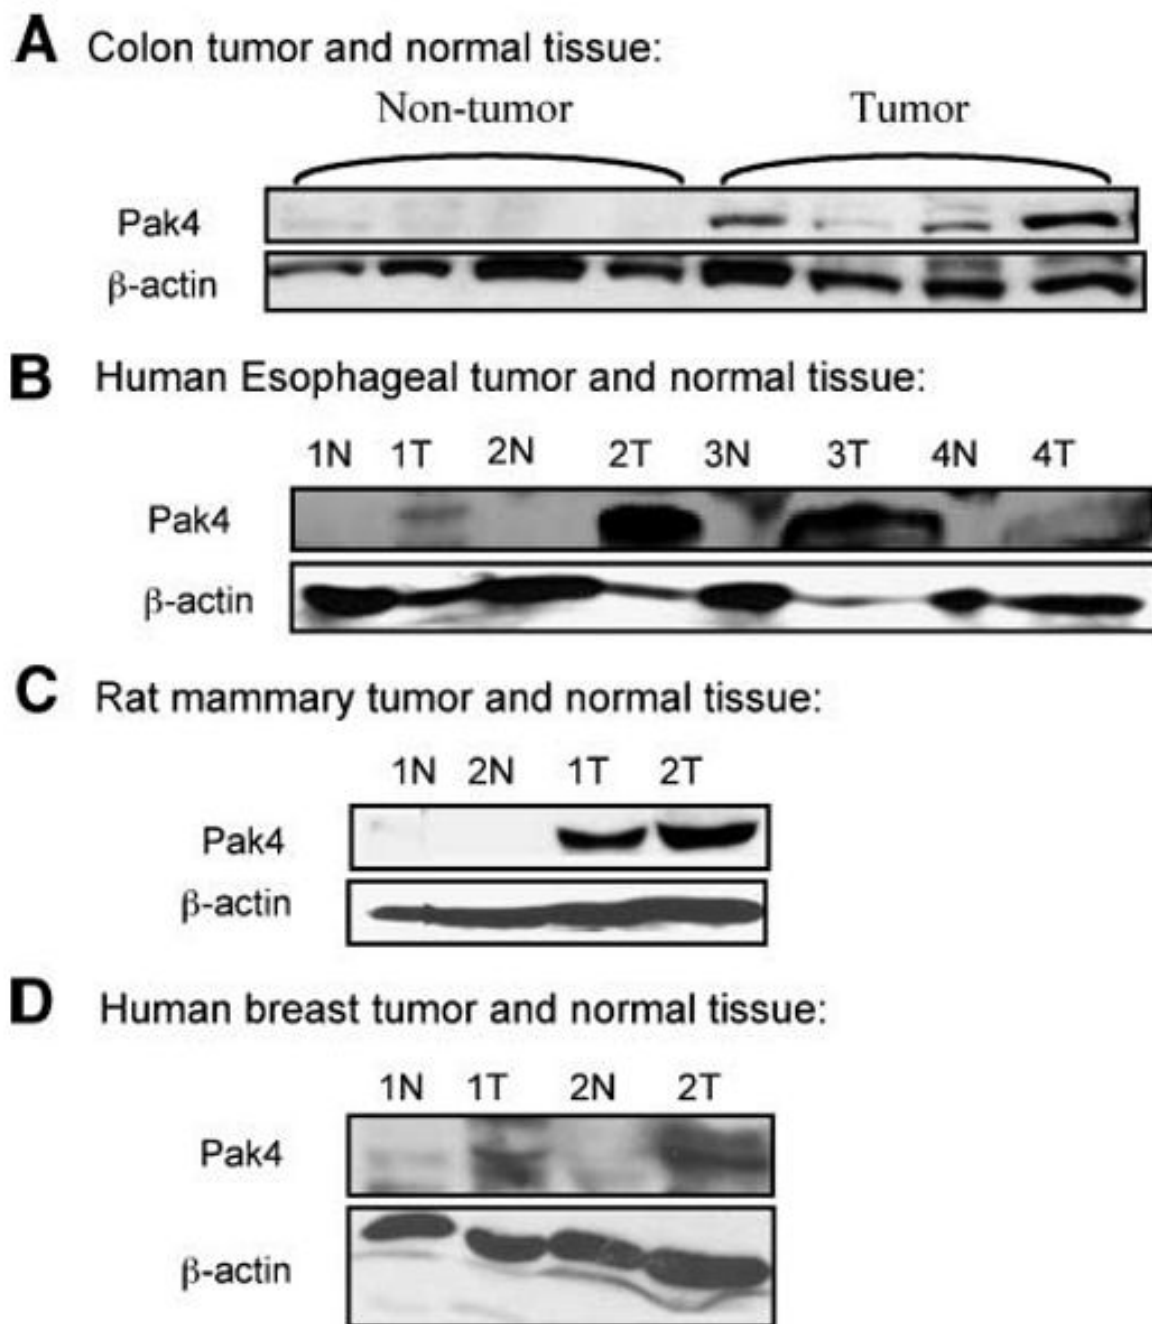 A Colon tumor and normal tissue:
Non-tumor Tumor
Pak4
β-actin
B Human Esophageal tumor and normal tissue:
1N 1T 2N 2T 3N 3T 4N 4T
Pak4
β-actin
C Rat mammary tumor and normal tissue:
1N 2N 1T 2T
Pak4
β-actin
D Human breast tumor and normal tissue:
1N 1T 2N 2T
Pak4
β-actin